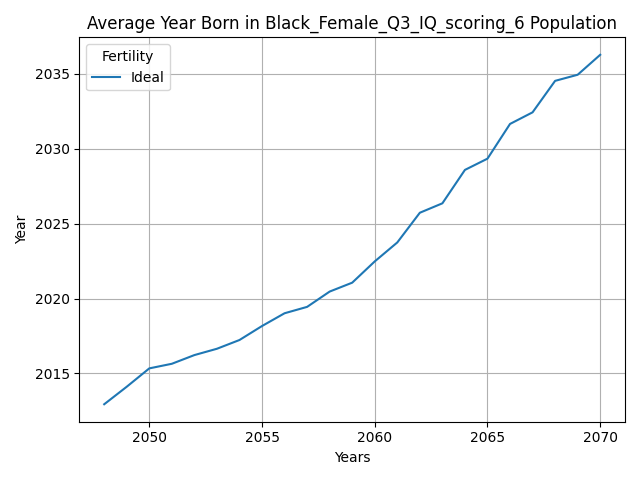 Average Year Born in Black_Female_Q3_IQ_scoring_6 Population
Fertility
Ideal
Year
2035
2030
2025
2020
2015
2050 2055 2060 2065 2070
Years